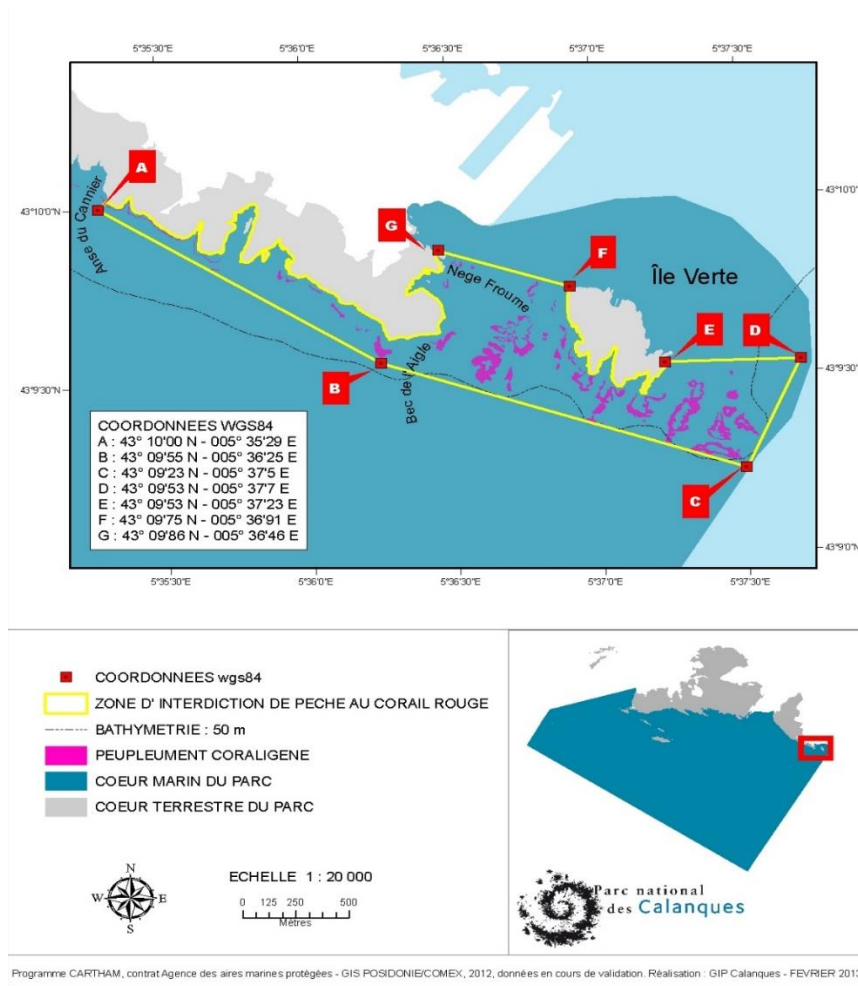 5°35'30"E 5°36'0"E 5°36'30"E 5°37'0"E 5°37'30"E
A
43°10'0"N 43°10'0"N
Anse du Cannier
G
Nege Froume
F
Île Verte
E
D
43°9'30"N 43°9'30"N
B
Bec de l'Aigle
C
COORDONNEES WGS84
A : 43° 10'00 N - 005° 35'29 E
B : 43° 09'55 N - 005° 36'25 E
C : 43° 09'23 N - 005° 37'5 E
D : 43° 09'53 N - 005° 37'7 E
E : 43° 09'53 N - 005° 37'23 E
F : 43° 09'75 N - 005° 36'91 E
G : 43° 09'86 N - 005° 36'46 E
43°9'0"N
5°35'30"E 5°36'0"E 5°36'30"E 5°37'0"E 5°37'30"E
COORDONNEES wgs84
ZONE D' INTERDICTION DE PECHE AU CORAIL ROUGE
BATHYMETRIE : 50 m
PEUPLEUMENT CORALIGENE
COEUR MARIN DU PARC
COEUR TERRESTRE DU PARC
N
W E
S
ECHELLE 1 : 20 000
0 125 250 500
Mètres
Parc national
des Calanques
Programme CARTHAM, contrat Agence des aires marines protégées - GIS POSIDONIE/COMEX, 2012, données en cours de validation. Réalisation : GIP Calanques - FEVRIER 2013